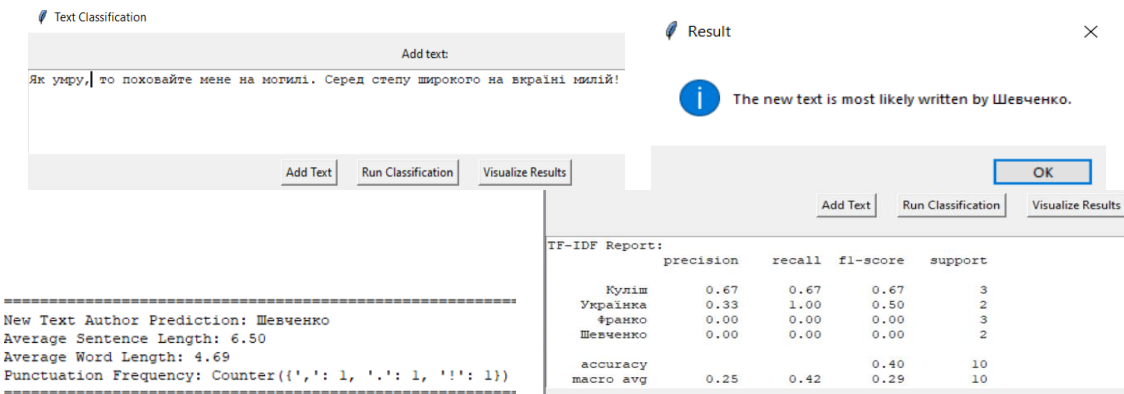 Text Classification
Add text:
Як умру, то поховайте мене на могилі. Серед степу широкого на вкраїні милій!
Add Text Run Classification Visualize Results
Result
The new text is most likely written by Шевченко.
OK
Add Text Run Classification Visualize Results
TF-IDF Report:
precision recall f1-score support
Куліш 0.67 0.67 0.67 3
Українка 0.33 1.00 0.50 2
Франко 0.00 0.00 0.00 3
Шевченко 0.00 0.00 0.00 2
accuracy 0.40 10
macro avg 0.25 0.42 0.29 10
============================================================
New Text Author Prediction: Шевченко
Average Sentence Length: 6.50
Average Word Length: 4.69
Punctuation Frequency: Counter({',': 1, '.': 1, '!': 1})
============================================================